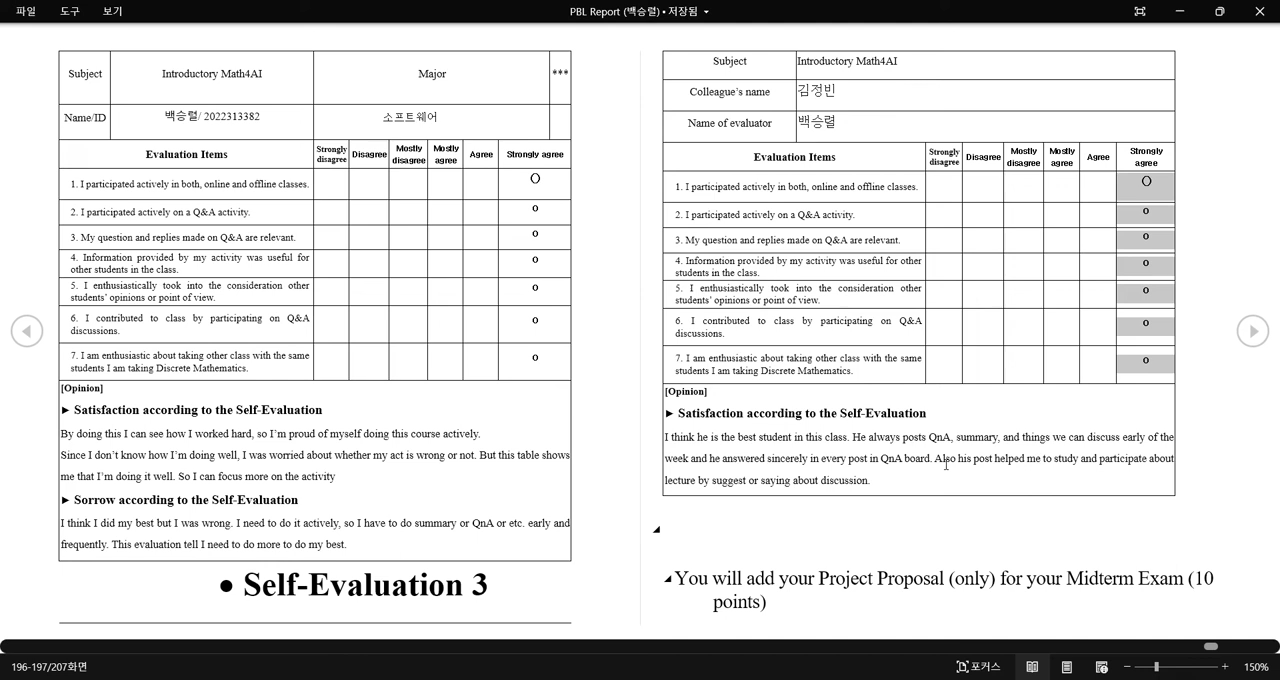 파일 도구 보기
PBL Report (백승렬) • 저장됨
Subject Introductory Math4AI Major ***
Name/ID 백승렬/ 2022313382 소프트웨어
Evaluation Items Strongly disagree Disagree Mostly disagree Mostly agree Agree Strongly agree
1. I participated actively in both, online and offline classes. O
2. I participated actively on a Q&A activity. o
3. My question and replies made on Q&A are relevant. o
4. Information provided by my activity was useful for
other students in the class. o
5. I enthusiastically took into the consideration other
students' opinions or point of view. o
6. I contributed to class by participating on Q&A
discussions. o
7. I am enthusiastic about taking other class with the same
students I am taking Discrete Mathematics. o
[Opinion]
► Satisfaction according to the Self-Evaluation
By doing this I can see how I worked hard, so I'm proud of myself doing this course actively.
Since I don't know how I'm doing well, I was worried about whether my act is wrong or not. But this table shows
me that I'm doing it well. So I can focus more on the activity
► Sorrow according to the Self-Evaluation
I think I did my best but I was wrong. I need to do it actively, so I have to do summary or QnA or etc. early and
frequently. This evaluation tell I need to do more to do my best.
• Self-Evaluation 3
Subject Introductory Math4AI
Colleague's name 김정빈
Name of evaluator 백승렬
Evaluation Items Strongly disagree Disagree Mostly disagree Mostly agree Agree Strongly agree
1. I participated actively in both, online and offline classes. O
2. I participated actively on a Q&A activity. o
3. My question and replies made on Q&A are relevant. o
4. Information provided by my activity was useful for other
students in the class. o
5. I enthusiastically took into the consideration other
students' opinions or point of view. o
6. I contributed to class by participating on Q&A
discussions. o
7. I am enthusiastic about taking other class with the same
students I am taking Discrete Mathematics. o
[Opinion]
► Satisfaction according to the Self-Evaluation
I think he is the best student in this class. He always posts QnA, summary, and things we can discuss early of the
week and he answered sincerely in every post in QnA board. Also his post helped me to study and participate about
lecture by suggest or saying about discussion.
You will add your Project Proposal (only) for your Midterm Exam (10
points)
196-197/207화면
포커스
150%